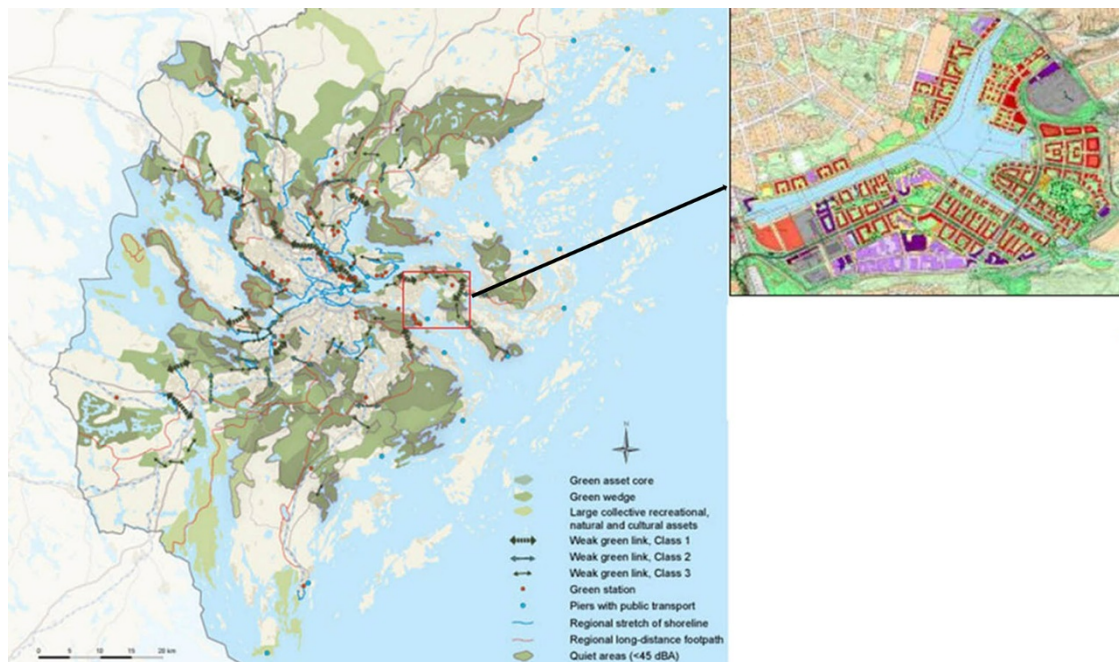 N
Green asset core
Green wedge
Large collective recreational,
natural and cultural assets
Weak green link, Class 1
Weak green link, Class 2
Weak green link, Class 3
Green station
Piers with public transport
Regional stretch of shoreline
Regional long-distance footpath
Quiet areas (<45 dBA)
0 5 10 15 20 km